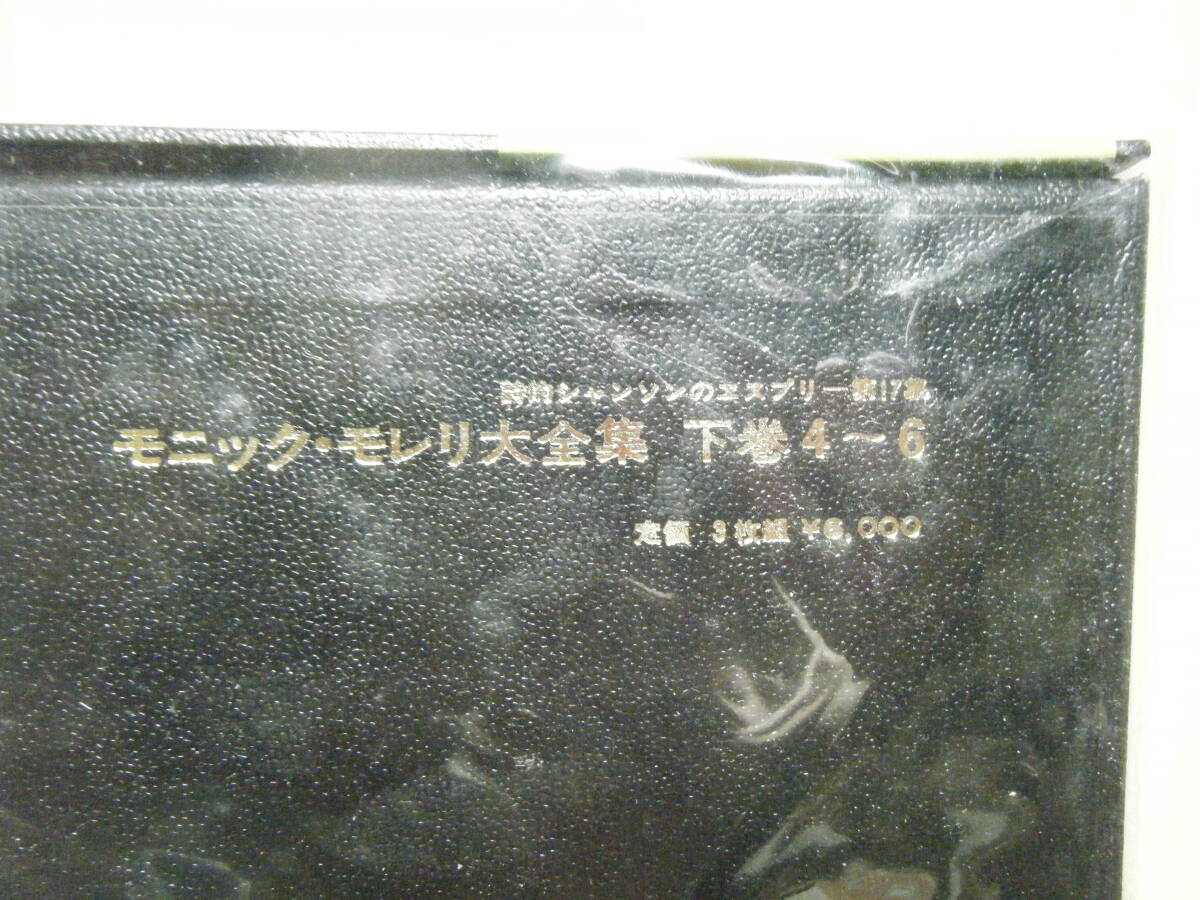 シャンソンのエスプリー 第17集
モニック・モレリ大全集 下巻4～6
定価 3枚組 ¥6,000